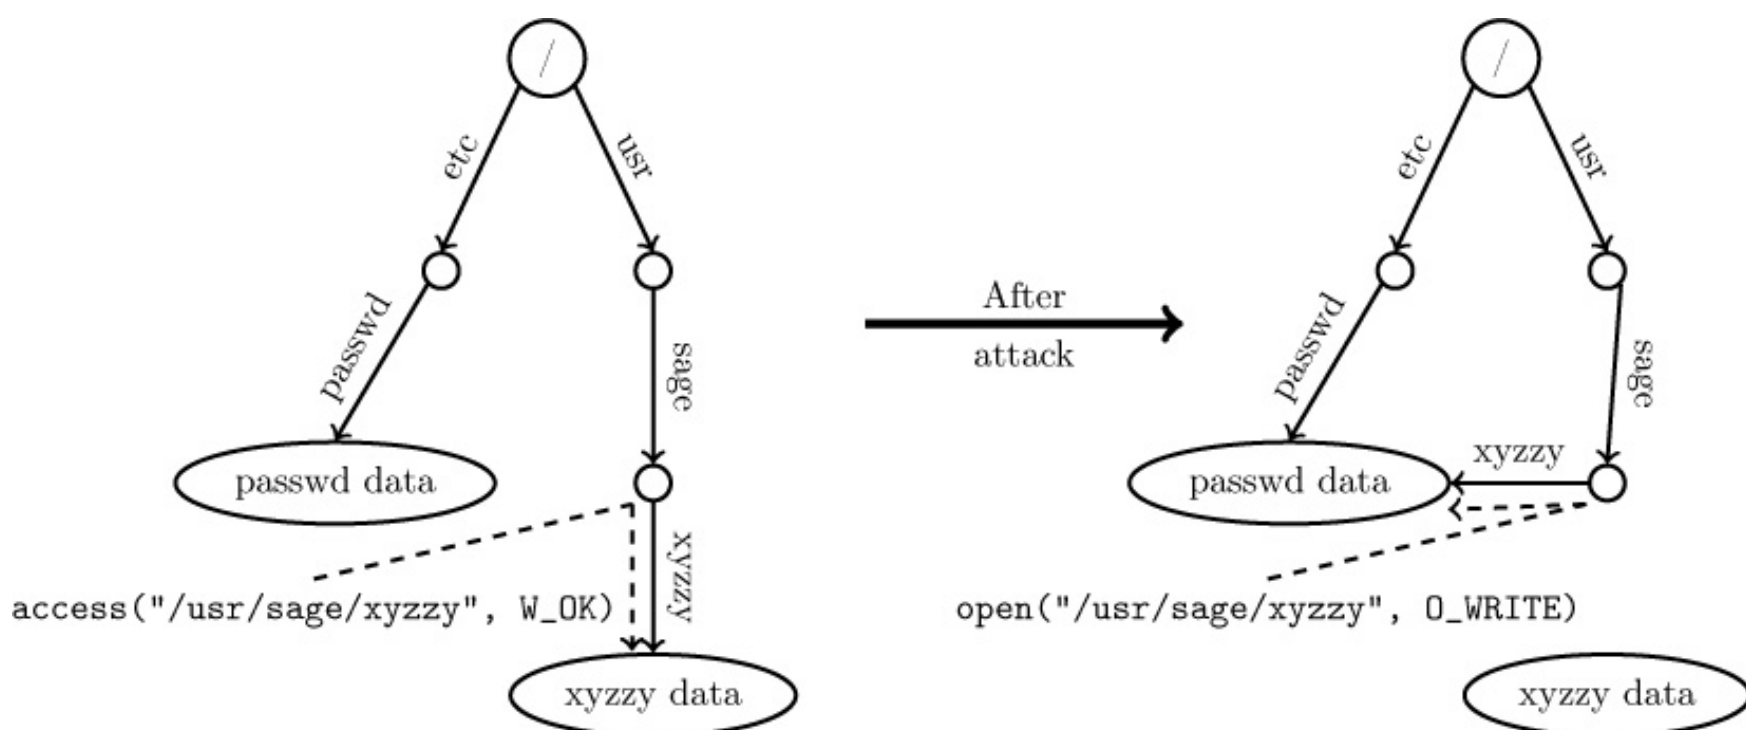 /
etc
usr
passwd
sage
passwd data
xyzzy
access("/usr/sage/xyzzy", W_OK)
xyzzy data
After
attack
/
etc
usr
passwd
sage
xyzzy
passwd data
open("/usr/sage/xyzzy", O_WRITE)
xyzzy data